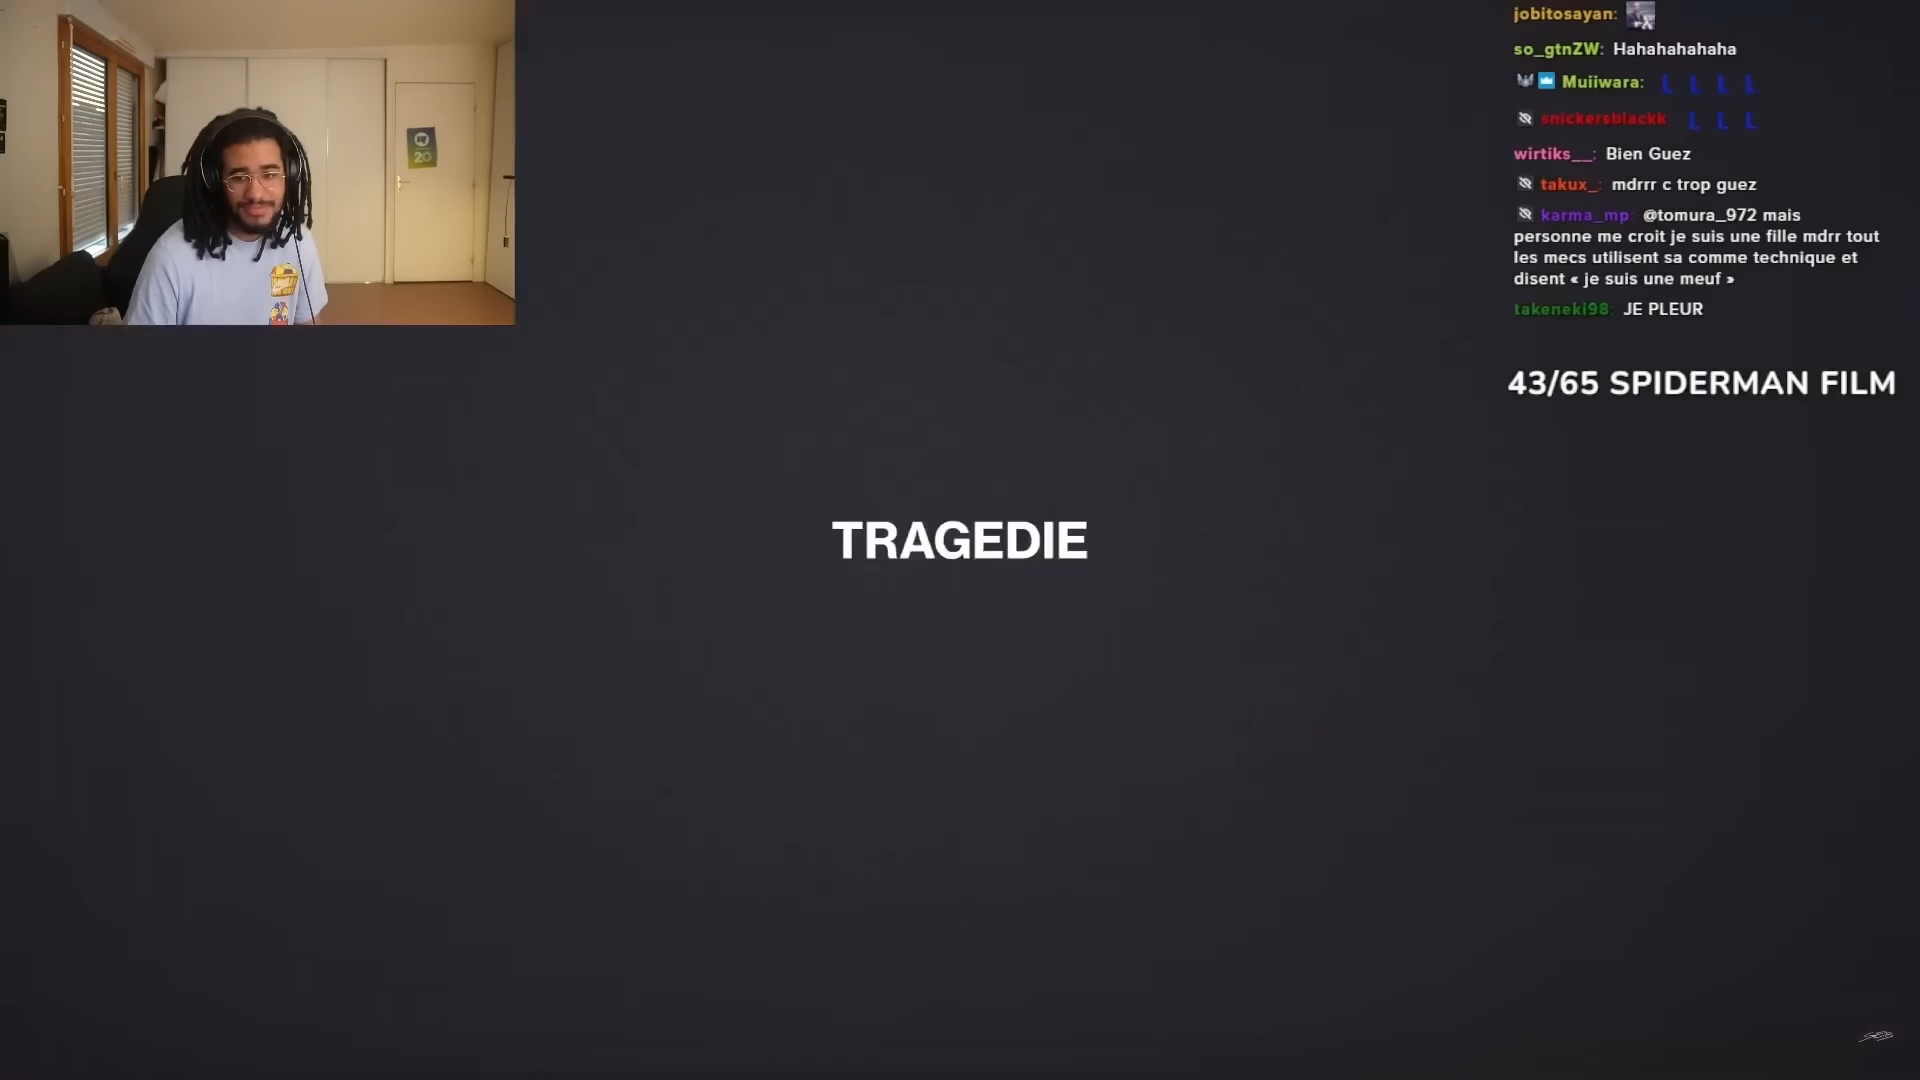 jobitosayan:
so_gtnZW: Hahahahahaha
Muiiwara: L L L L
snickersblackk: L L L
wirtiks__: Bien Guez
takux_: mdrrr c trop guez
karma_mp: @tomura_972 mais
personne me croit je suis une fille mdrr tout
les mecs utilisent sa comme technique et
disent « je suis une meuf »
takeneki98: JE PLEUR
43/65 SPIDERMAN FILM
20
TRAGEDIE